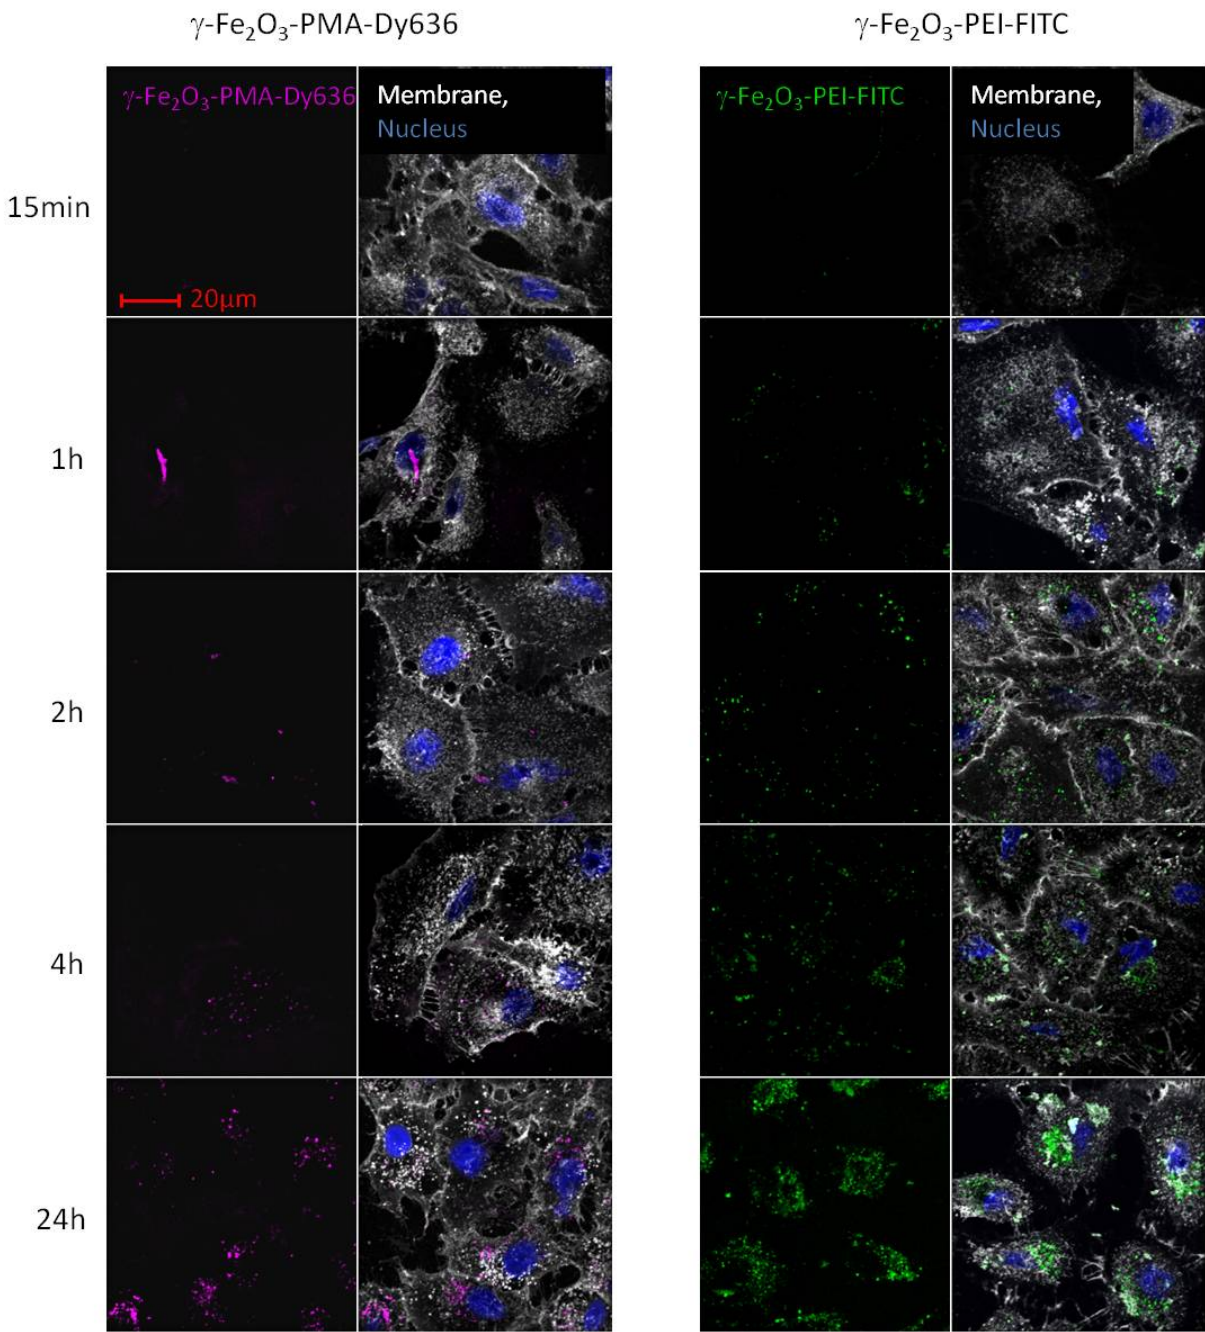 γ-Fe₂O₃-PMA-Dy636
γ-Fe₂O₃-PEI-FITC
γ-Fe₂O₃-PMA-Dy636
Membrane,
Nucleus
γ-Fe₂O₃-PEI-FITC
Membrane,
Nucleus
15min
20μm
1h
2h
4h
24h